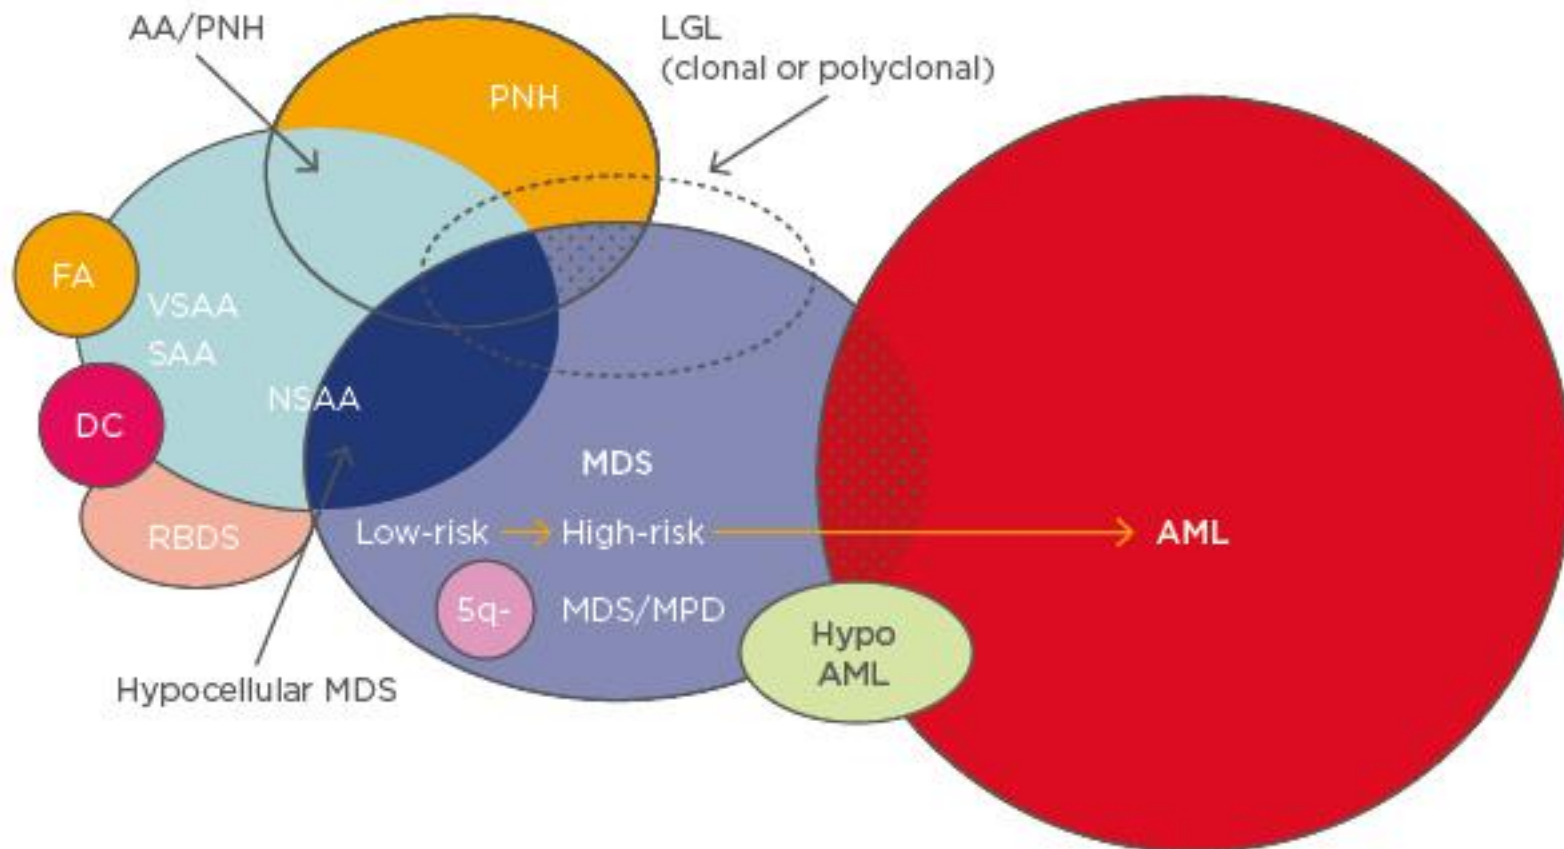 AA/PNH
LGL
(clonal or polyclonal)
PNH
FA
VSAA
SAA
NSAA
DC
MDS
RBDS
Low-risk
High-risk
AML
5q-
MDS/MPD
Hypo
AML
Hypocellular MDS